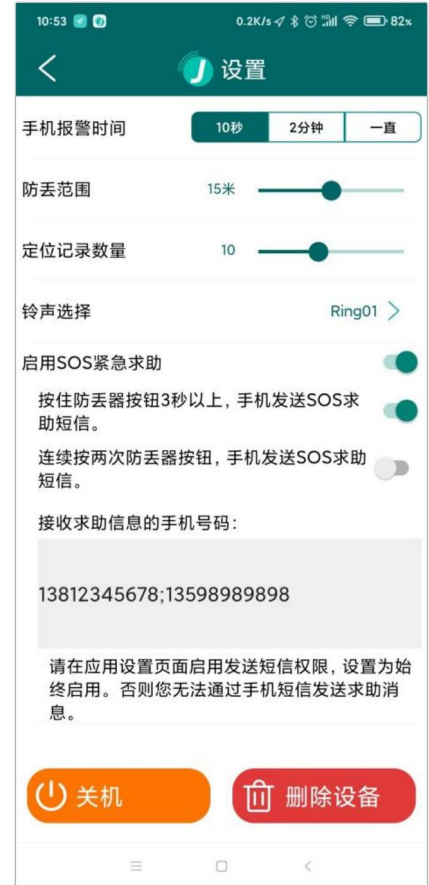 10:53 0.2K/s 82%
J 设置
手机报警时间 10秒 2分钟 一直
防丢范围 15米
定位记录数量 10
铃声选择 Ring01
启用SOS紧急求助
按住防丢器按钮3秒以上，手机发送SOS求
助短信。
连续按两次防丢器按钮，手机发送SOS求助
短信。
接收求助信息的手机号码：
13812345678;13598989898
请在应用设置页面启用发送短信权限，设置为始
终启用。否则您无法通过手机短信发送求助消
息。
关机 删除设备